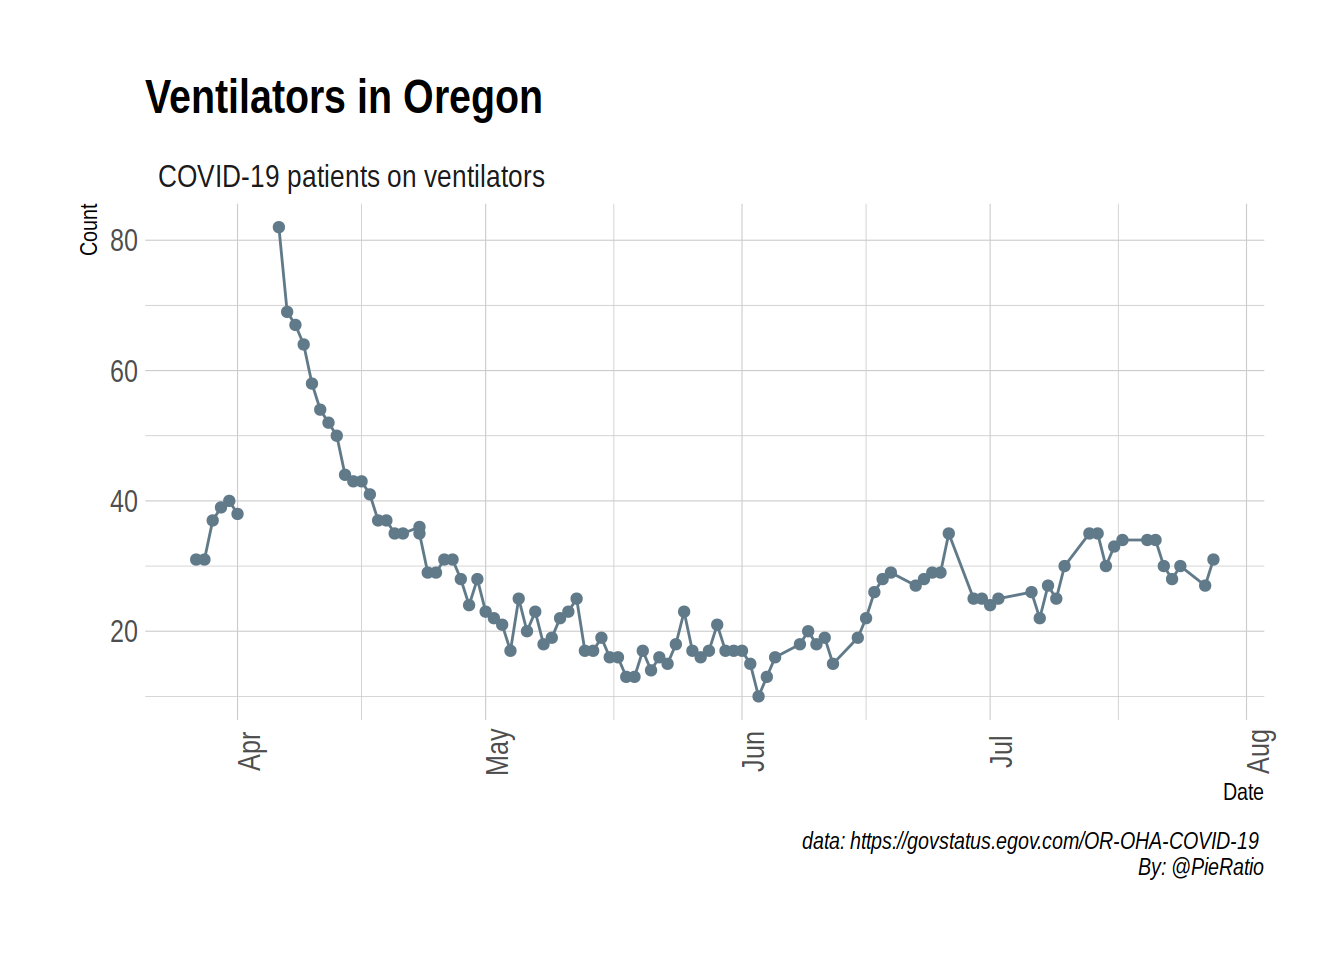 Ventilators in Oregon
COVID-19 patients on ventilators
Count
80
60
40
20
Apr
May
Jun
Jul
Aug
Date
data: https://govstatus.egov.com/OR-OHA-COVID-19
By: @PieRatio